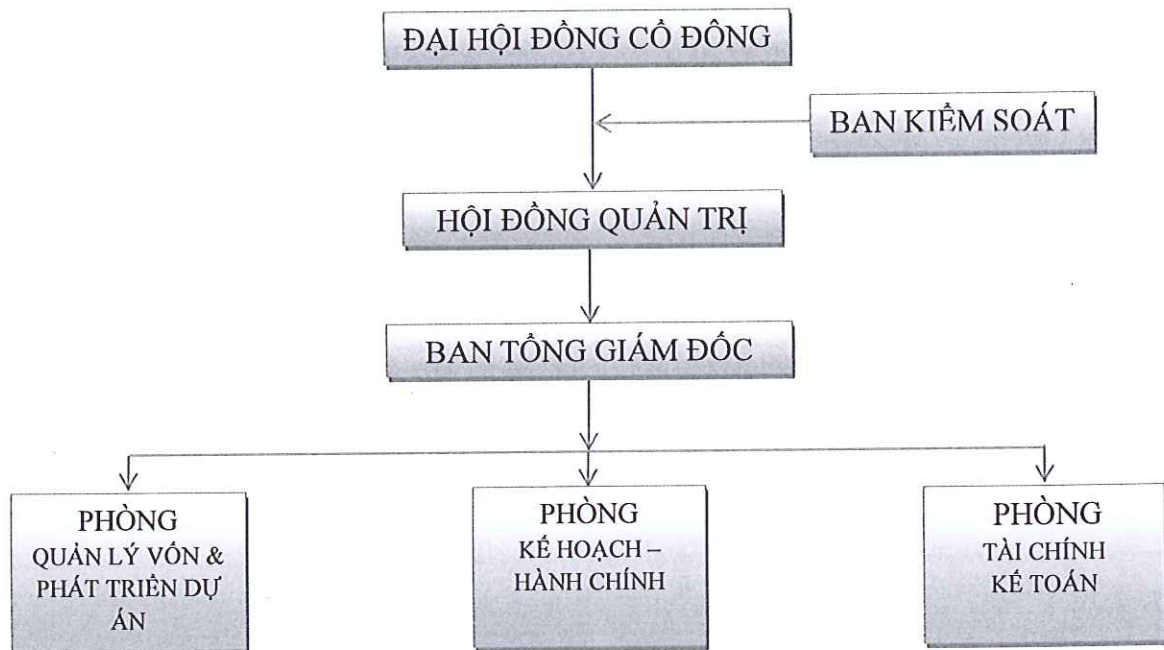 ĐẠI HỘI ĐỒNG CỔ ĐÔNG
BAN KIỂM SOÁT
HỘI ĐỒNG QUẢN TRỊ
BAN TỔNG GIÁM ĐỐC
PHÒNG
QUẢN LÝ VỐN &
PHÁT TRIỂN DỰ
ÁN
PHÒNG
KẾ HOẠCH –
HÀNH CHÍNH
PHÒNG
TÀI CHÍNH
KẾ TOÁN